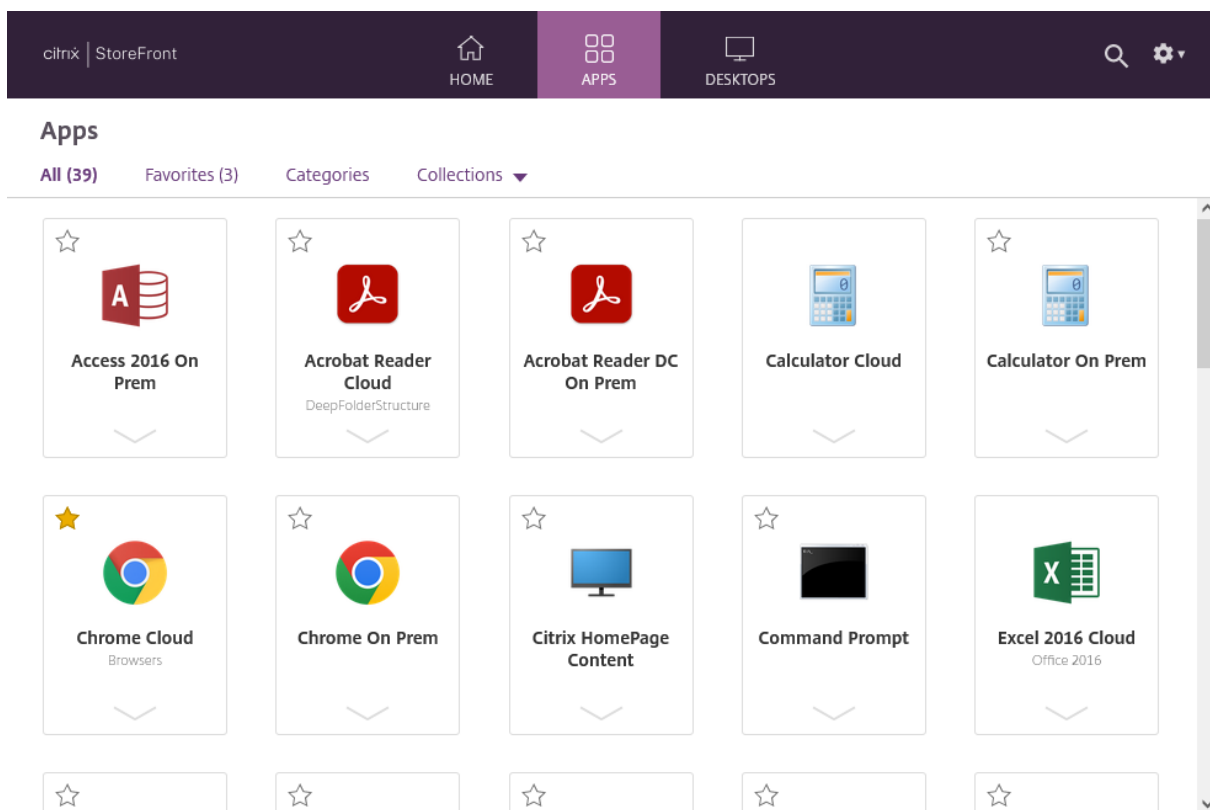 citrix | StoreFront
HOME
APPS
DESKTOPS
Apps
All (39)
Favorites (3)
Categories
Collections
Access 2016 On
Prem
Acrobat Reader
Cloud
DeepFolderStructure
Acrobat Reader DC
On Prem
Calculator Cloud
Calculator On Prem
Chrome Cloud
Browsers
Chrome On Prem
Citrix HomePage
Content
Command Prompt
Excel 2016 Cloud
Office 2016